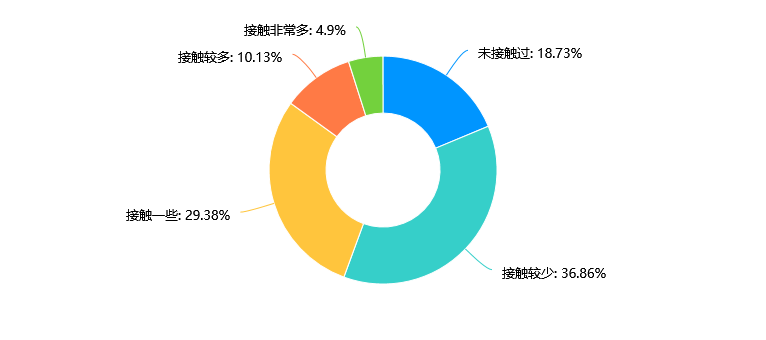 接触非常多: 4.9%
未接触过: 18.73%
接触较多: 10.13%
接触一些: 29.38%
接触较少: 36.86%